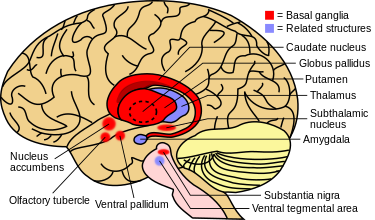 = Basal ganglia
= Related structures
Caudate nucleus
Globus pallidus
Putamen
Thalamus
Subthalamic
nucleus
Amygdala
Nucleus
accumbens
Olfactory tubercle
Ventral pallidum
Substantia nigra
Ventral tegmental area